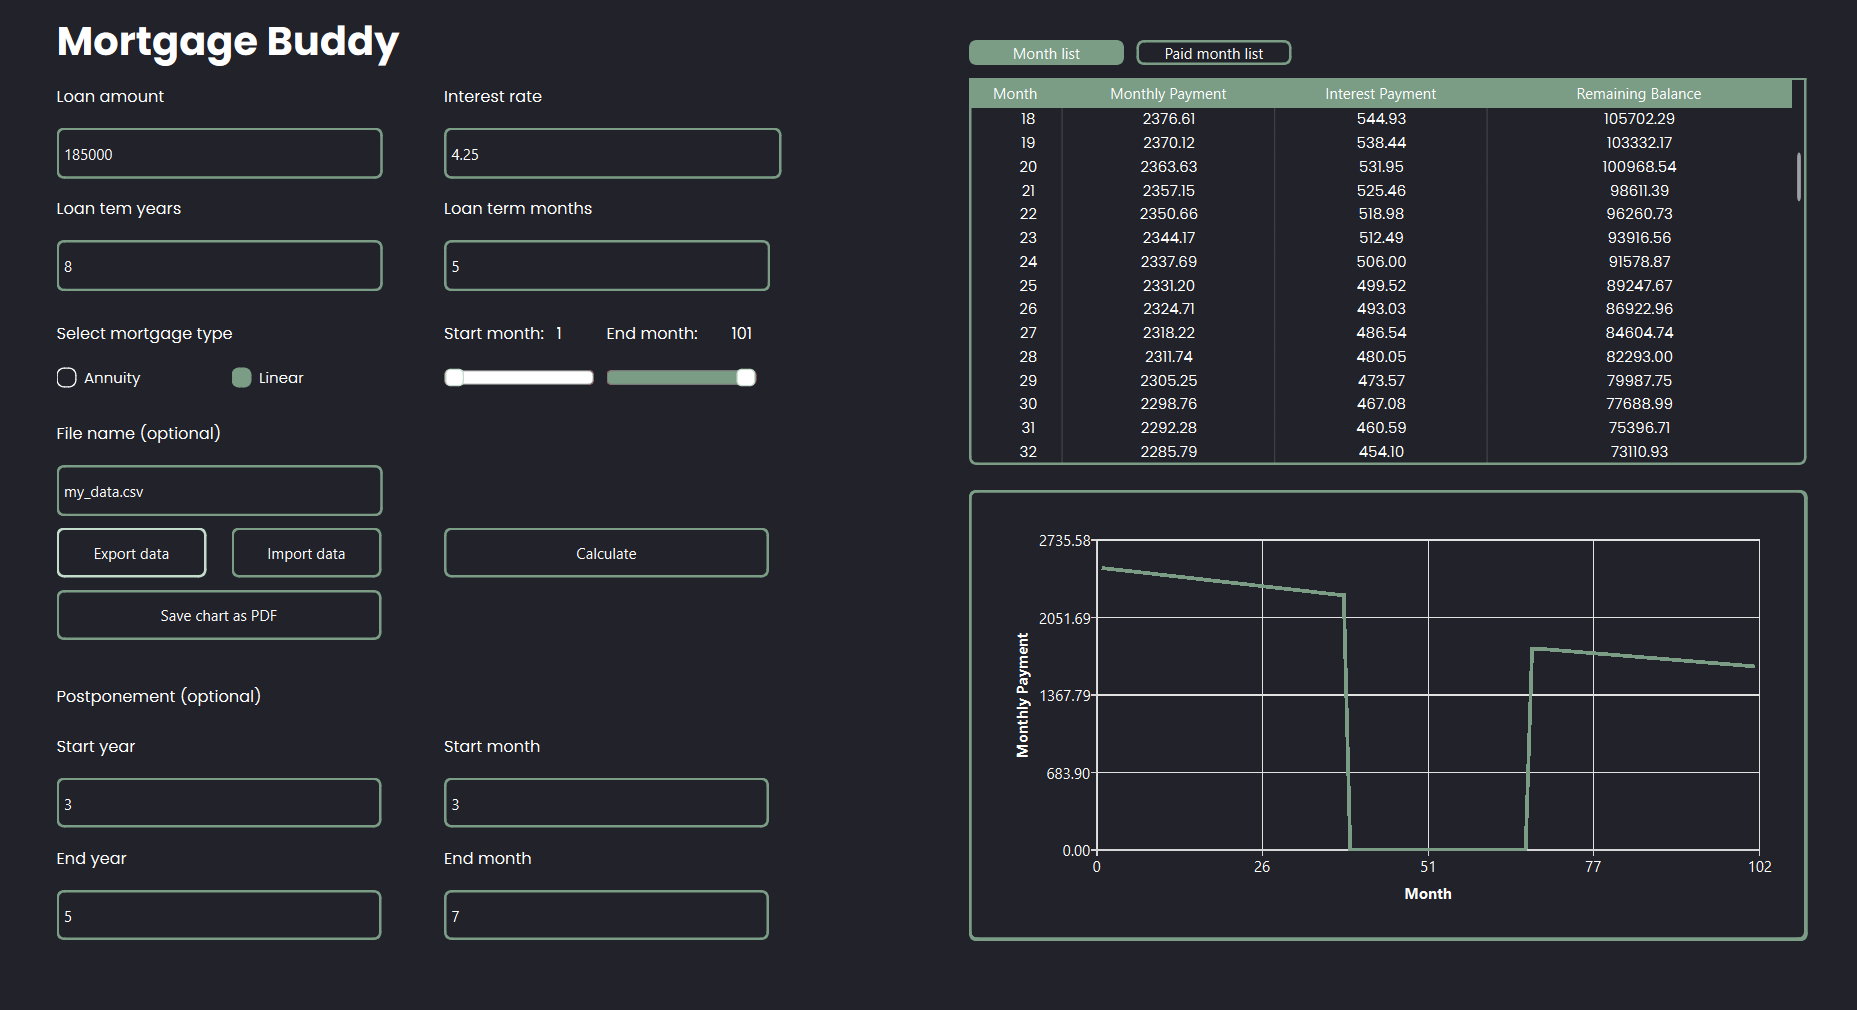 Mortgage Buddy
Loan amount Interest rate
185000 4.25
Loan tem years Loan term months
8 5
Select mortgage type Start month: 1 End month: 101
Annuity Linear
File name (optional)
my_data.csv
Export data Import data Calculate
Save chart as PDF
Postponement (optional)
Start year Start month
3 3
End year End month
5 7
Month list Paid month list
Month Monthly Payment Interest Payment Remaining Balance
18 2376.61 544.93 105702.29
19 2370.12 538.44 103332.17
20 2363.63 531.95 100968.54
21 2357.15 525.46 98611.39
22 2350.66 518.98 96260.73
23 2344.17 512.49 93916.56
24 2337.69 506.00 91578.87
25 2331.20 499.52 89247.67
26 2324.71 493.03 86922.96
27 2318.22 486.54 84604.74
28 2311.74 480.05 82293.00
29 2305.25 473.57 79987.75
30 2298.76 467.08 77688.99
31 2292.28 460.59 75396.71
32 2285.79 454.10 73110.93
Monthly Payment
2735.58
2051.69
1367.79
683.90
0.00
0 26 51 77 102
Month